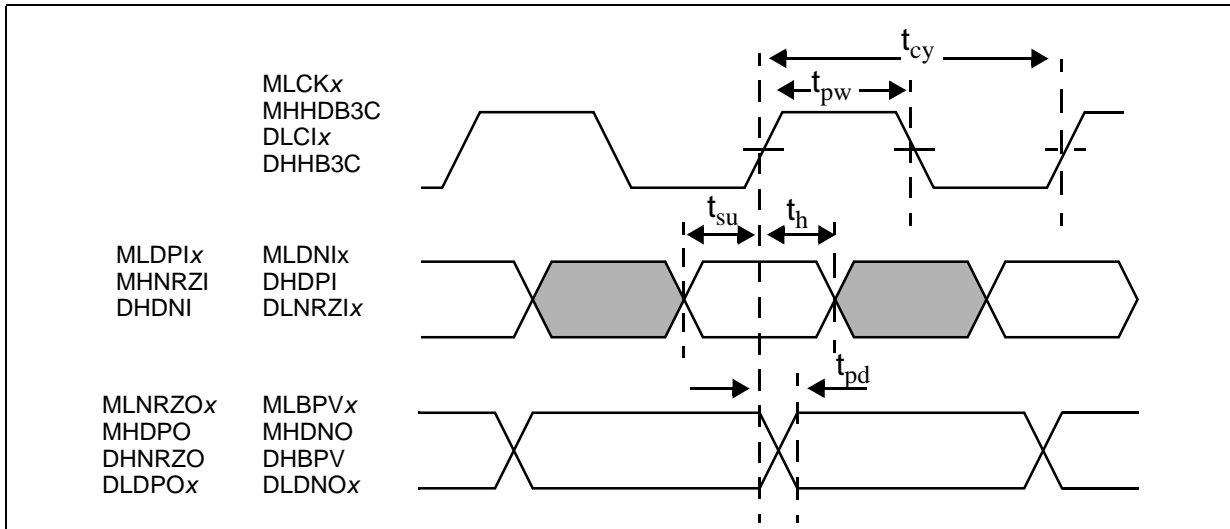 t_cy
MLCKx
t_pw
MHHDB3C
DLCIx
DHHB3C
t_su t_h
MLDPIx MLDNIx
MHNRZI DHDPI
DHDNI DLNRZIx
t_pd
MLNRZOx MLBPVx
MHDPO MHDNO
DHNRZO DHBPV
DLDPOx DLDNOx